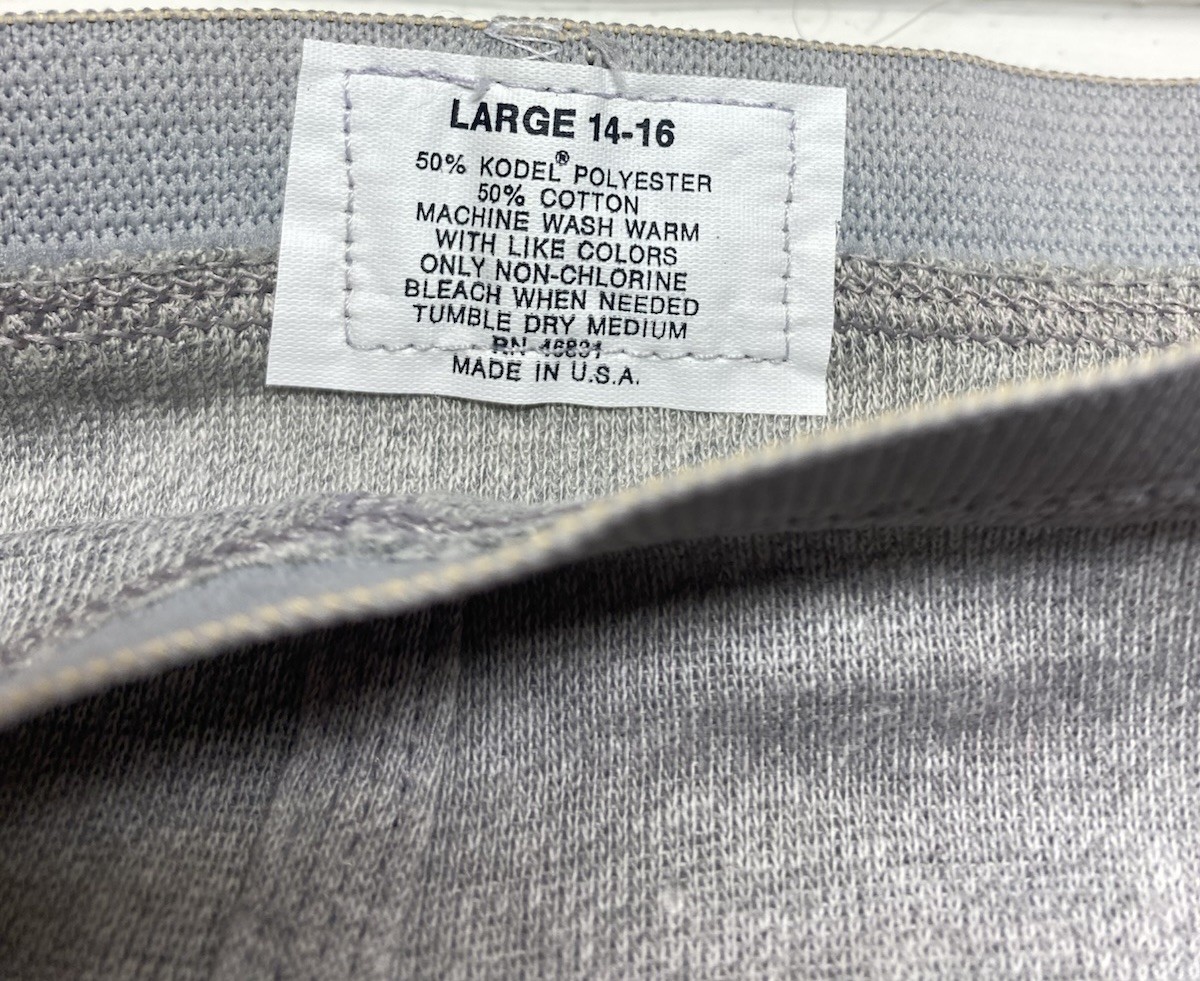 LARGE 14-16
50% KODEL® POLYESTER
50% COTTON
MACHINE WASH WARM
WITH LIKE COLORS
ONLY NON-CHLORINE
BLEACH WHEN NEEDED
TUMBLE DRY MEDIUM
RN
MADE IN U.S.A.